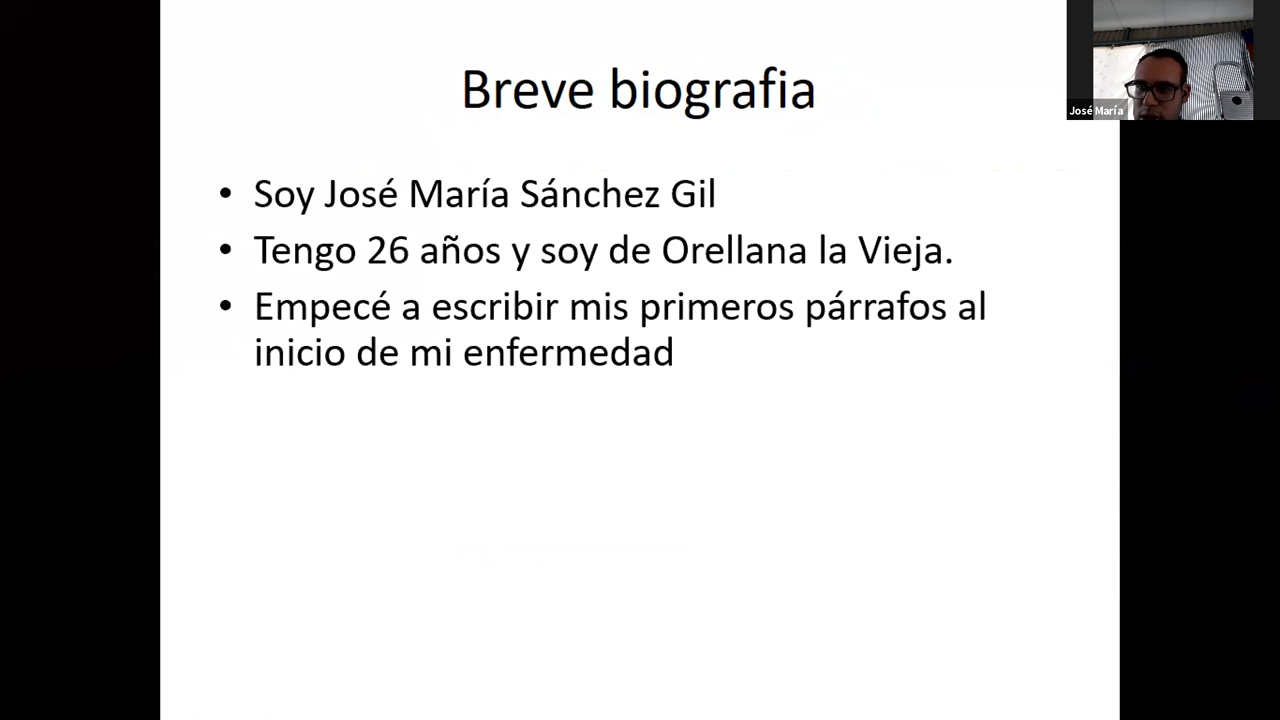 Breve biografia
José María
• Soy José María Sánchez Gil
• Tengo 26 años y soy de Orellana la Vieja.
• Empecé a escribir mis primeros párrafos al
inicio de mi enfermedad